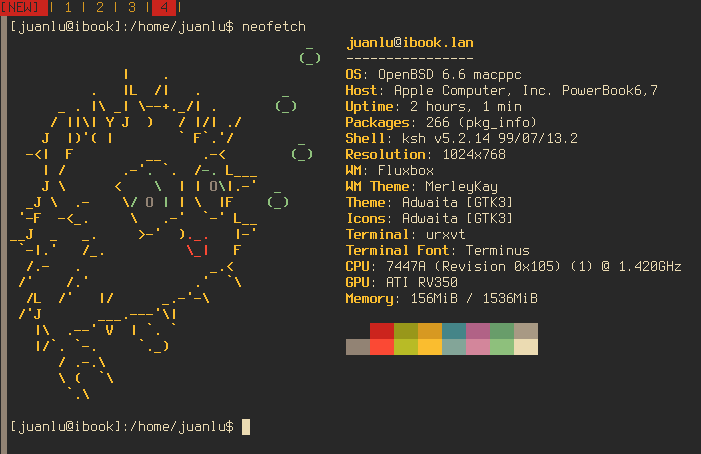 [NEW] | 1 | 2 | 3 | 4 |
[juanlu@ibook]:/home/juanlu$ neofetch
juanlu@ibook.lan
----------------
OS: OpenBSD 6.6 macppc
Host: Apple Computer, Inc. PowerBook6,7
Uptime: 2 hours, 1 min
Packages: 266 (pkg_info)
Shell: ksh v5.2.14 99/07/13.2
Resolution: 1024x768
WM: Fluxbox
WM Theme: MerleyKay
Theme: Adwaita [GTK3]
Icons: Adwaita [GTK3]
Terminal: urxvt
Terminal Font: Terminus
CPU: 7447A (Revision 0x105) (1) @ 1.420GHz
GPU: ATI RV350
Memory: 156MiB / 1536MiB
[juanlu@ibook]:/home/juanlu$